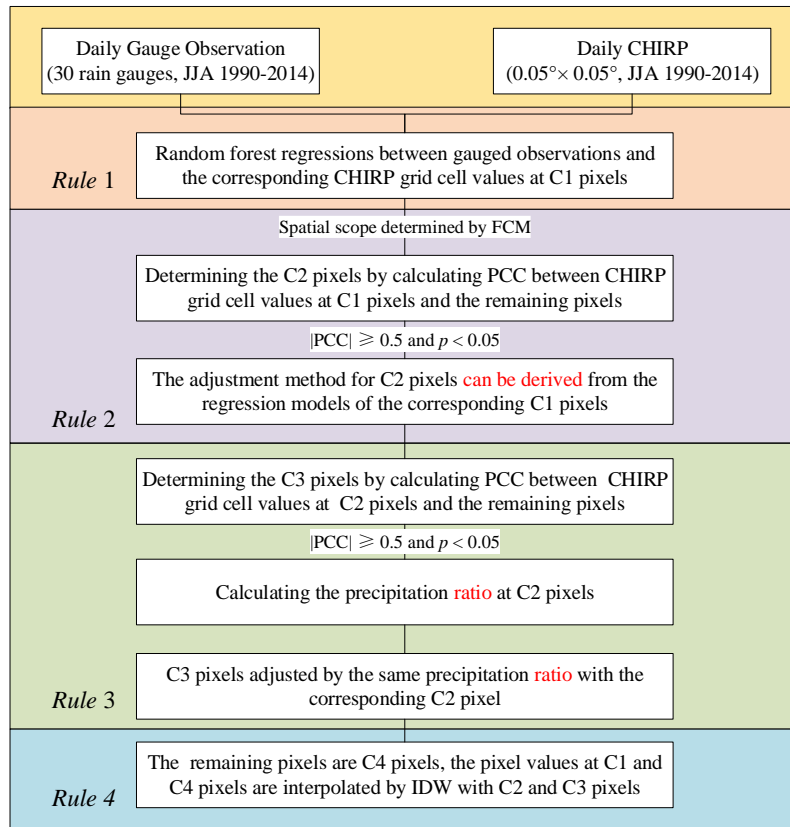 Daily Gauge Observation
(30 rain gauges, JJA 1990-2014)
Daily CHIRP
(0.05°× 0.05°, JJA 1990-2014)
Rule 1
Random forest regressions between gauged observations and
the corresponding CHIRP grid cell values at C1 pixels
Spatial scope determined by FCM
Determining the C2 pixels by calculating PCC between CHIRP
grid cell values at C1 pixels and the remaining pixels
|PCC| ≥ 0.5 and p < 0.05
The adjustment method for C2 pixels can be derived from the
regression models of the corresponding C1 pixels
Rule 2
Determining the C3 pixels by calculating PCC between CHIRP
grid cell values at C2 pixels and the remaining pixels
|PCC| ≥ 0.5 and p < 0.05
Calculating the precipitation ratio at C2 pixels
C3 pixels adjusted by the same precipitation ratio with the
corresponding C2 pixel
Rule 3
The remaining pixels are C4 pixels, the pixel values at C1 and
C4 pixels are interpolated by IDW with C2 and C3 pixels
Rule 4